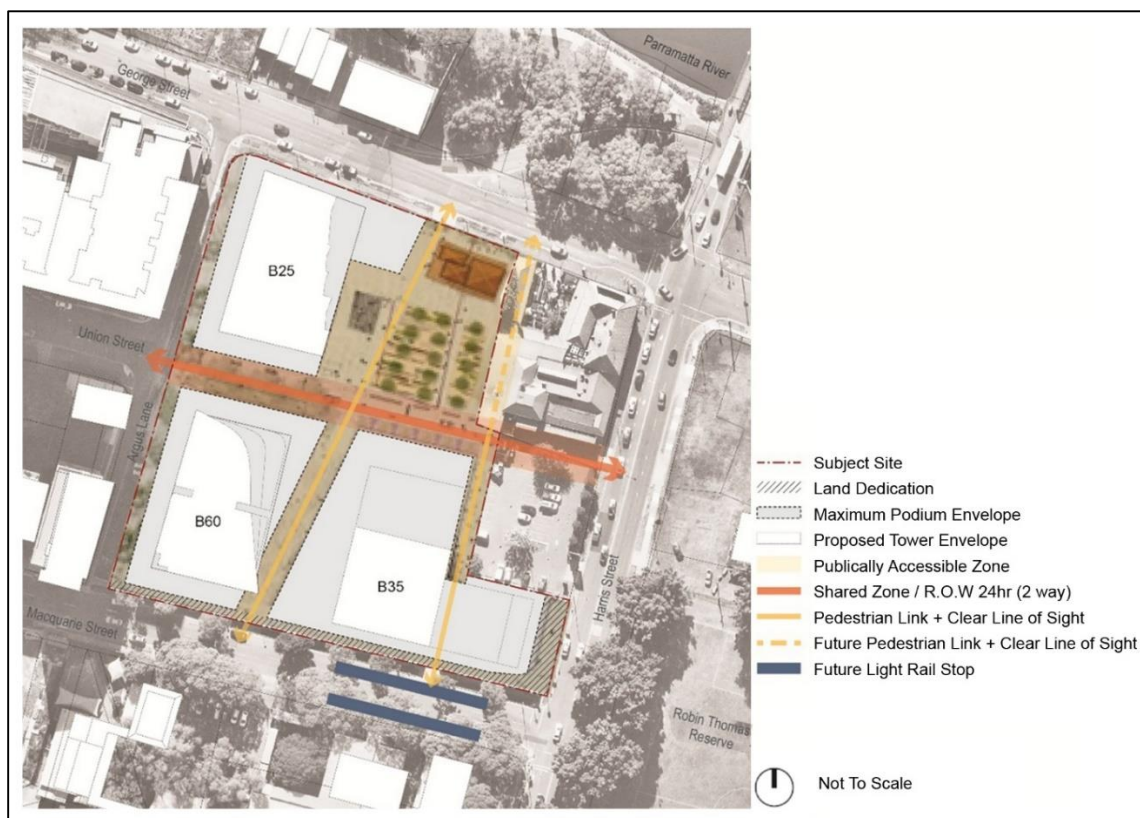 Parramatta River
George Street
B25
Union Street
Argus Lane
B60
B35
Macquarie Street
Harris Street
Robin Thomas
Reserve
Subject Site
Land Dedication
Maximum Podium Envelope
Proposed Tower Envelope
Publically Accessible Zone
Shared Zone / R.O.W 24hr (2 way)
Pedestrian Link + Clear Line of Sight
Future Pedestrian Link + Clear Line of Sight
Future Light Rail Stop
Not To Scale